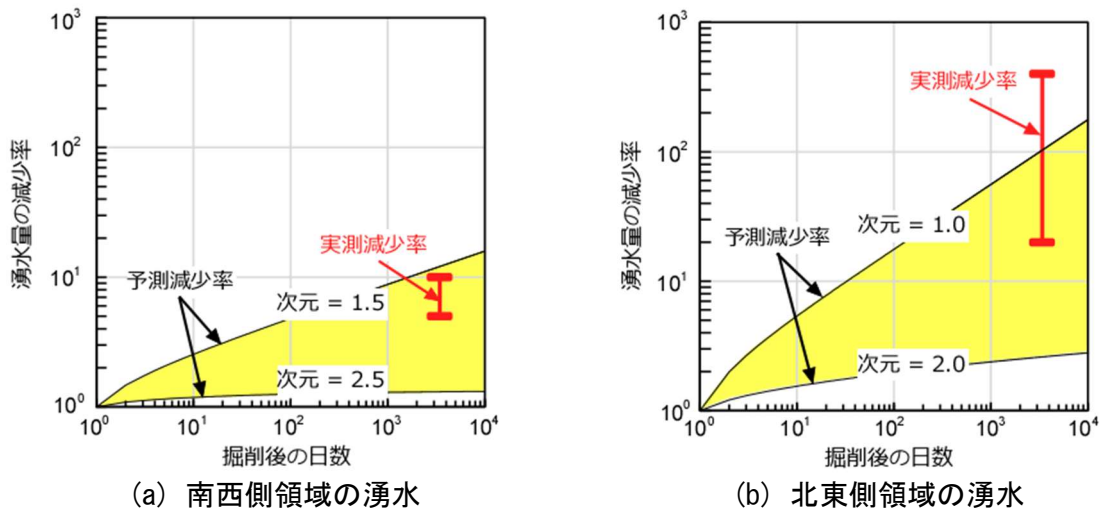 湧水量の減少率
10³
10²
10¹
10⁰
実測減少率
予測減少率
次元 = 1.5
次元 = 2.5
10⁰
10¹
10²
10³
10⁴
掘削後の日数
(a) 南西側領域の湧水
湧水量の減少率
10³
10²
10¹
10⁰
実測減少率
次元 = 1.0
予測減少率
次元 = 2.0
10⁰
10¹
10²
10³
10⁴
掘削後の日数
(b) 北東側領域の湧水